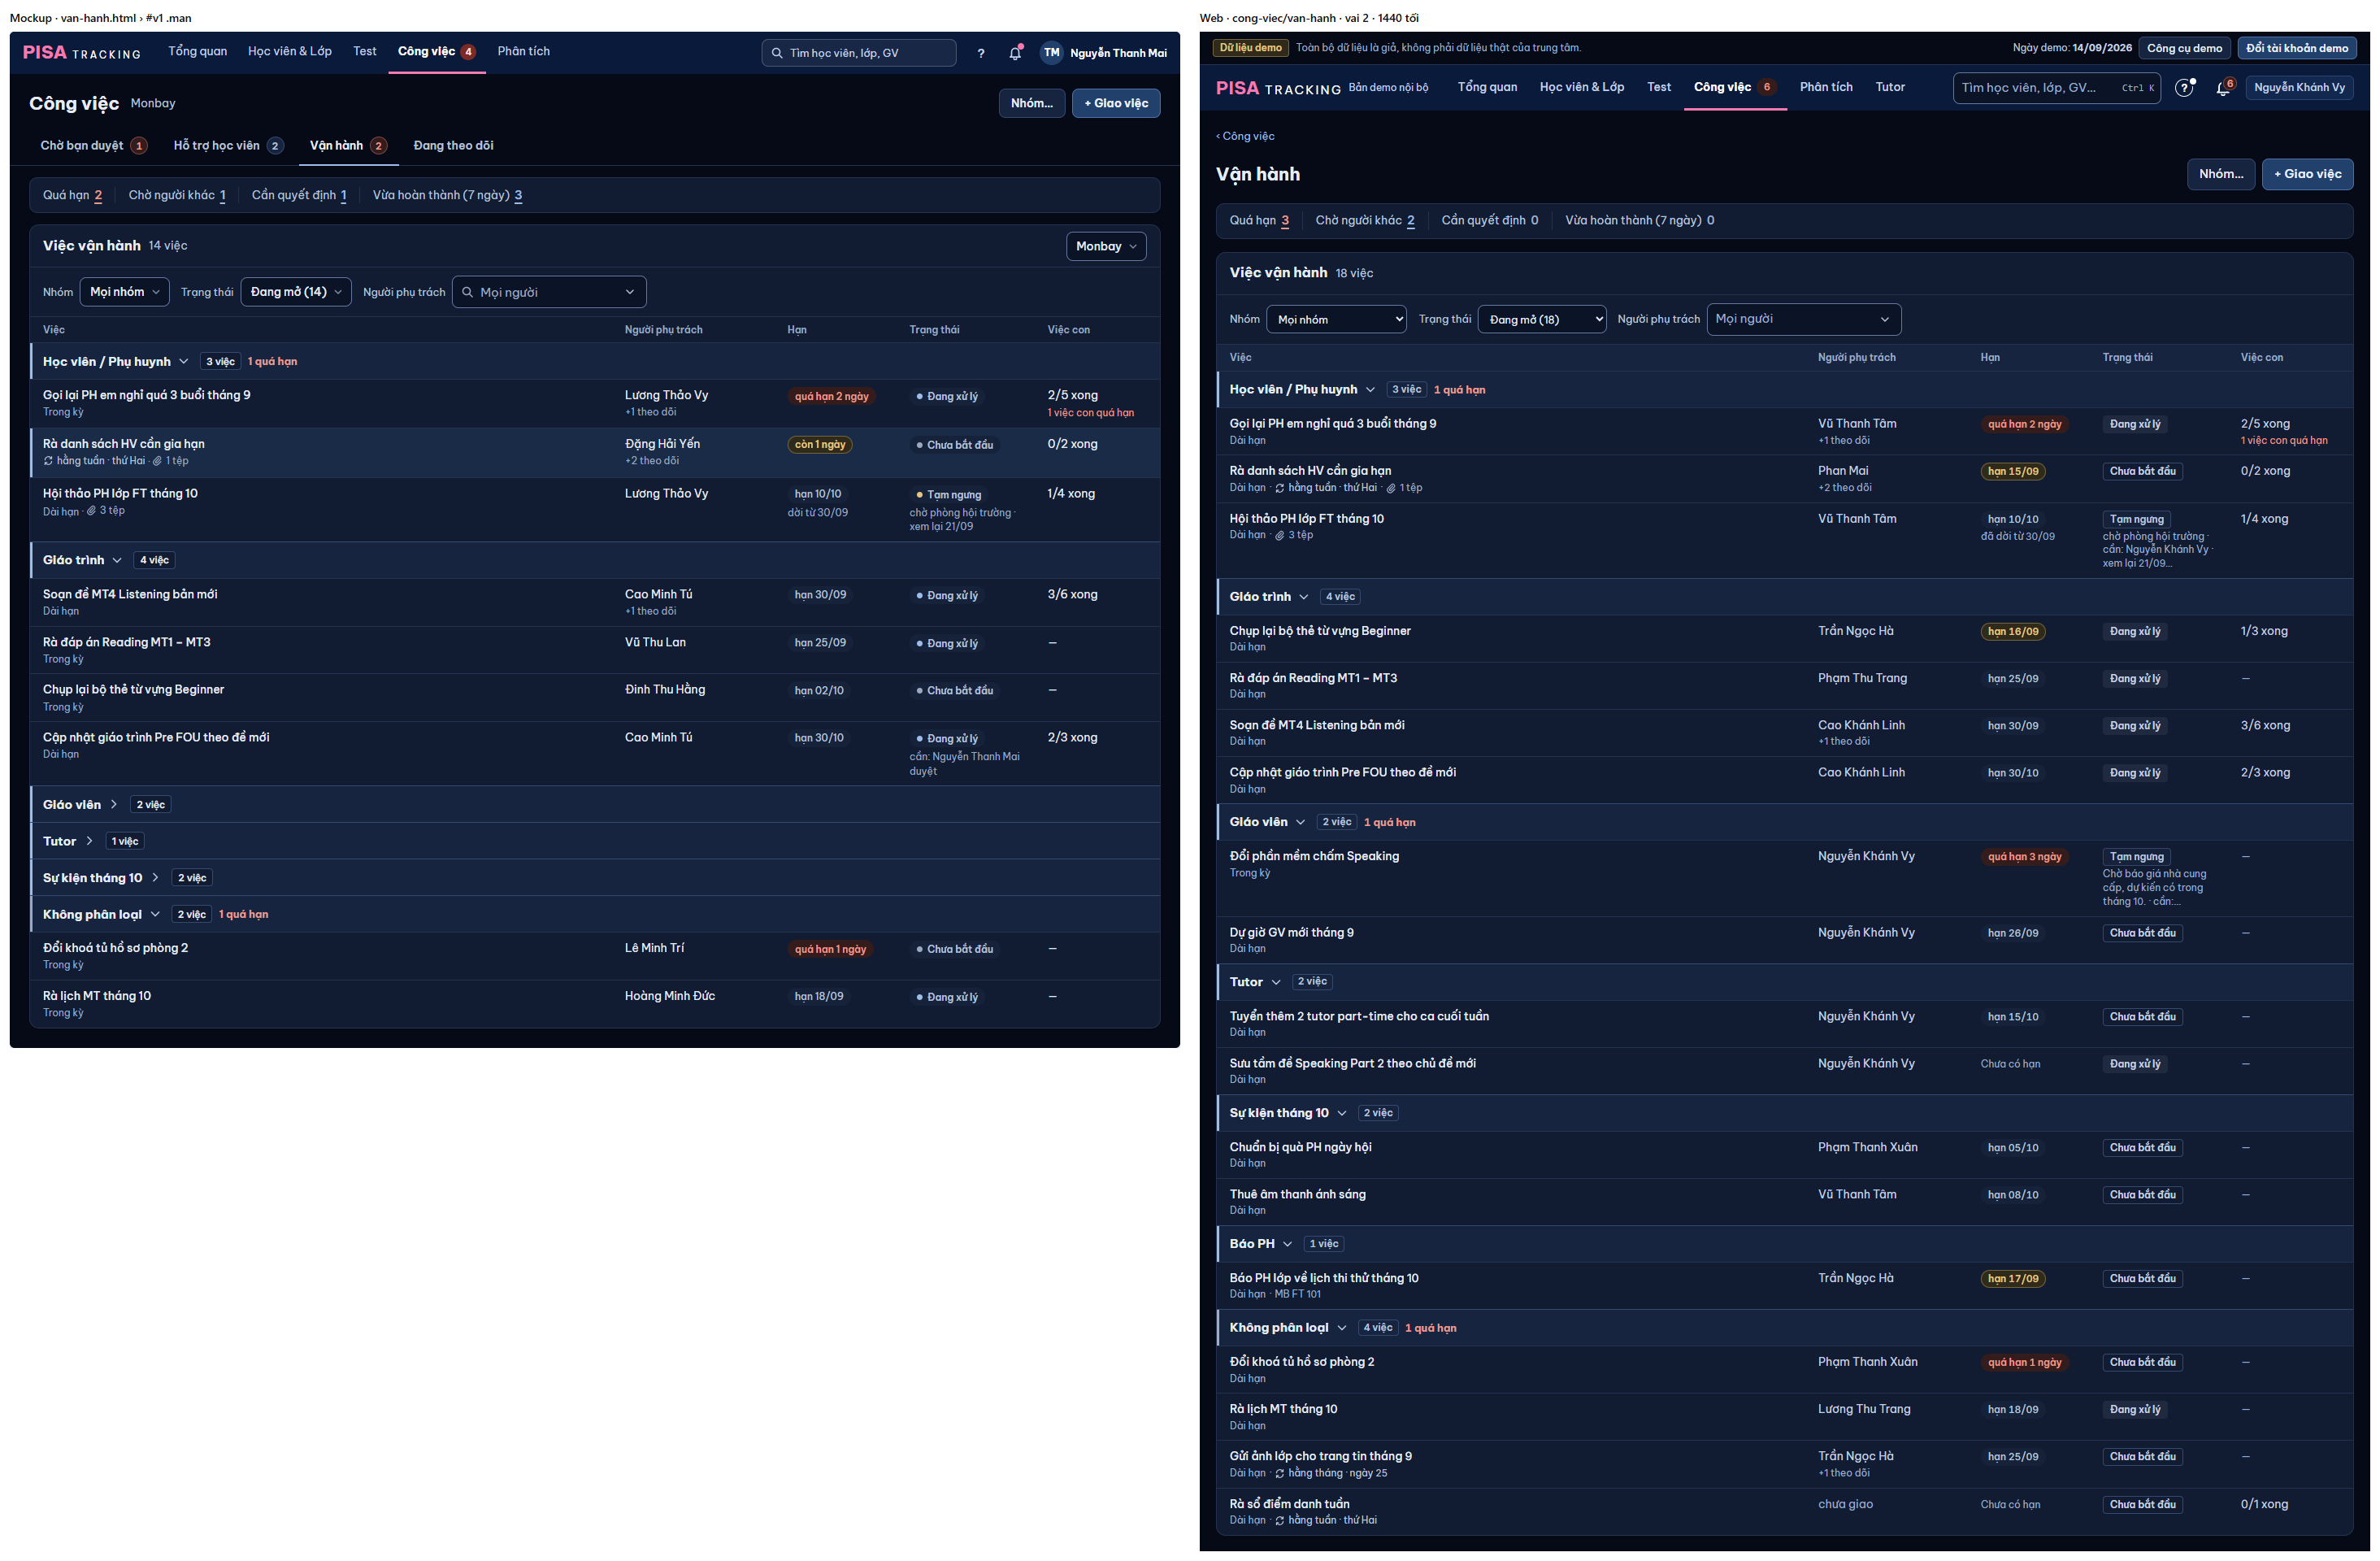 Mockup · van-hanh.html › #v1 .man
PISA TRACKING Tổng quan Học viên & Lớp Test Công việc 4 Phân tích Tìm học viên, lớp, GV ? TM Nguyễn Thanh Mai
Công việc Monbay Nhóm... + Giao việc
Chờ bạn duyệt 1 Hỗ trợ học viên 2 Vận hành 2 Đang theo dõi
Quá hạn 2 Chờ người khác 1 Cần quyết định 1 Vừa hoàn thành (7 ngày) 3
Việc vận hành 14 việc Monbay
Nhóm Mọi nhóm Trạng thái Đang mở (14) Người phụ trách Mọi người
Việc Người phụ trách Hạn Trạng thái Việc con
Học viên / Phụ huynh 3 việc 1 quá hạn
Gọi lại PH em nghỉ quá 3 buổi tháng 9 Lương Thảo Vy quá hạn 2 ngày Đang xử lý 2/5 xong
Trong kỳ +1 theo dõi 1 việc con quá hạn
Rà danh sách HV cần gia hạn Đặng Hải Yến còn 1 ngày Chưa bắt đầu 0/2 xong
hằng tuần · thứ Hai · 1 tệp +2 theo dõi
Hội thảo PH lớp FT tháng 10 Lương Thảo Vy hạn 10/10 Tạm ngưng 1/4 xong
Dài hạn · 3 tệp dời từ 30/09 chờ phòng hội trường ·
xem lại 21/09
Giáo trình 4 việc
Soạn đề MT4 Listening bản mới Cao Minh Tú hạn 30/09 Đang xử lý 3/6 xong
Dài hạn +1 theo dõi
Rà đáp án Reading MT1 – MT3 Vũ Thu Lan hạn 25/09 Đang xử lý —
Trong kỳ
Chụp lại bộ thẻ từ vựng Beginner Đinh Thu Hằng hạn 02/10 Chưa bắt đầu —
Trong kỳ
Cập nhật giáo trình Pre FOU theo đề mới Cao Minh Tú hạn 30/10 Đang xử lý 2/3 xong
Dài hạn cần: Nguyễn Thanh Mai
duyệt
Giáo viên 2 việc
Tutor 1 việc
Sự kiện tháng 10 2 việc
Không phân loại 2 việc 1 quá hạn
Đổi khoá tủ hồ sơ phòng 2 Lê Minh Trí quá hạn 1 ngày Chưa bắt đầu —
Trong kỳ
Rà lịch MT tháng 10 Hoàng Minh Đức hạn 18/09 Đang xử lý —
Trong kỳ
Web · cong-viec/van-hanh · vai 2 · 1440 tối
Dữ liệu demo Toàn bộ dữ liệu là giả, không phải dữ liệu thật của trung tâm. Ngày demo: 14/09/2026 Công cụ demo Đổi tài khoản demo
PISA TRACKING Bản demo nội bộ Tổng quan Học viên & Lớp Test Công việc 6 Phân tích Tutor Tìm học viên, lớp, GV... Ctrl K ? 6 Nguyễn Khánh Vy
‹ Công việc
Vận hành Nhóm... + Giao việc
Quá hạn 3 Chờ người khác 2 Cần quyết định 0 Vừa hoàn thành (7 ngày) 0
Việc vận hành 18 việc
Nhóm Mọi nhóm Trạng thái Đang mở (18) Người phụ trách Mọi người
Việc Người phụ trách Hạn Trạng thái Việc con
Học viên / Phụ huynh 3 việc 1 quá hạn
Gọi lại PH em nghỉ quá 3 buổi tháng 9 Vũ Thanh Tâm quá hạn 2 ngày Đang xử lý 2/5 xong
Dài hạn +1 theo dõi 1 việc con quá hạn
Rà danh sách HV cần gia hạn Phan Mai hạn 15/09 Chưa bắt đầu 0/2 xong
Dài hạn · hằng tuần · thứ Hai · 1 tệp +2 theo dõi
Hội thảo PH lớp FT tháng 10 Vũ Thanh Tâm hạn 10/10 Tạm ngưng 1/4 xong
Dài hạn · 3 tệp đã dời từ 30/09 chờ phòng hội trường ·
cần: Nguyễn Khánh Vy ·
xem lại 21/09...
Giáo trình 4 việc
Chụp lại bộ thẻ từ vựng Beginner Trần Ngọc Hà hạn 16/09 Đang xử lý 1/3 xong
Dài hạn
Rà đáp án Reading MT1 – MT3 Phạm Thu Trang hạn 25/09 Đang xử lý —
Dài hạn
Soạn đề MT4 Listening bản mới Cao Khánh Linh hạn 30/09 Đang xử lý 3/6 xong
Dài hạn +1 theo dõi
Cập nhật giáo trình Pre FOU theo đề mới Cao Khánh Linh hạn 30/10 Đang xử lý 2/3 xong
Dài hạn
Giáo viên 2 việc 1 quá hạn
Đổi phần mềm chấm Speaking Nguyễn Khánh Vy quá hạn 3 ngày Tạm ngưng —
Trong kỳ Chờ báo giá nhà cung
cấp, dự kiến có trong
tháng 10. · cần:...
Dự giờ GV mới tháng 9 Nguyễn Khánh Vy hạn 26/09 Chưa bắt đầu —
Dài hạn
Tutor 2 việc
Tuyển thêm 2 tutor part-time cho ca cuối tuần Nguyễn Khánh Vy hạn 15/10 Chưa bắt đầu —
Dài hạn
Sưu tầm đề Speaking Part 2 theo chủ đề mới Nguyễn Khánh Vy Chưa có hạn Đang xử lý —
Dài hạn
Sự kiện tháng 10 2 việc
Chuẩn bị quà PH ngày hội Phạm Thanh Xuân hạn 05/10 Chưa bắt đầu —
Dài hạn
Thuê âm thanh ánh sáng Vũ Thanh Tâm hạn 08/10 Chưa bắt đầu —
Dài hạn
Báo PH 1 việc
Báo PH lớp về lịch thi thử tháng 10 Trần Ngọc Hà hạn 17/09 Chưa bắt đầu —
Dài hạn · MB FT 101
Không phân loại 4 việc 1 quá hạn
Đổi khoá tủ hồ sơ phòng 2 Phạm Thanh Xuân quá hạn 1 ngày Chưa bắt đầu —
Dài hạn
Rà lịch MT tháng 10 Lương Thu Trang hạn 18/09 Đang xử lý —
Dài hạn
Gửi ảnh lớp cho trang tin tháng 9 Trần Ngọc Hà hạn 25/09 Chưa bắt đầu —
Dài hạn · hằng tháng · ngày 25 +1 theo dõi
Rà sổ điểm danh tuần chưa giao Chưa có hạn Chưa bắt đầu 0/1 xong
Dài hạn · hằng tuần · thứ Hai